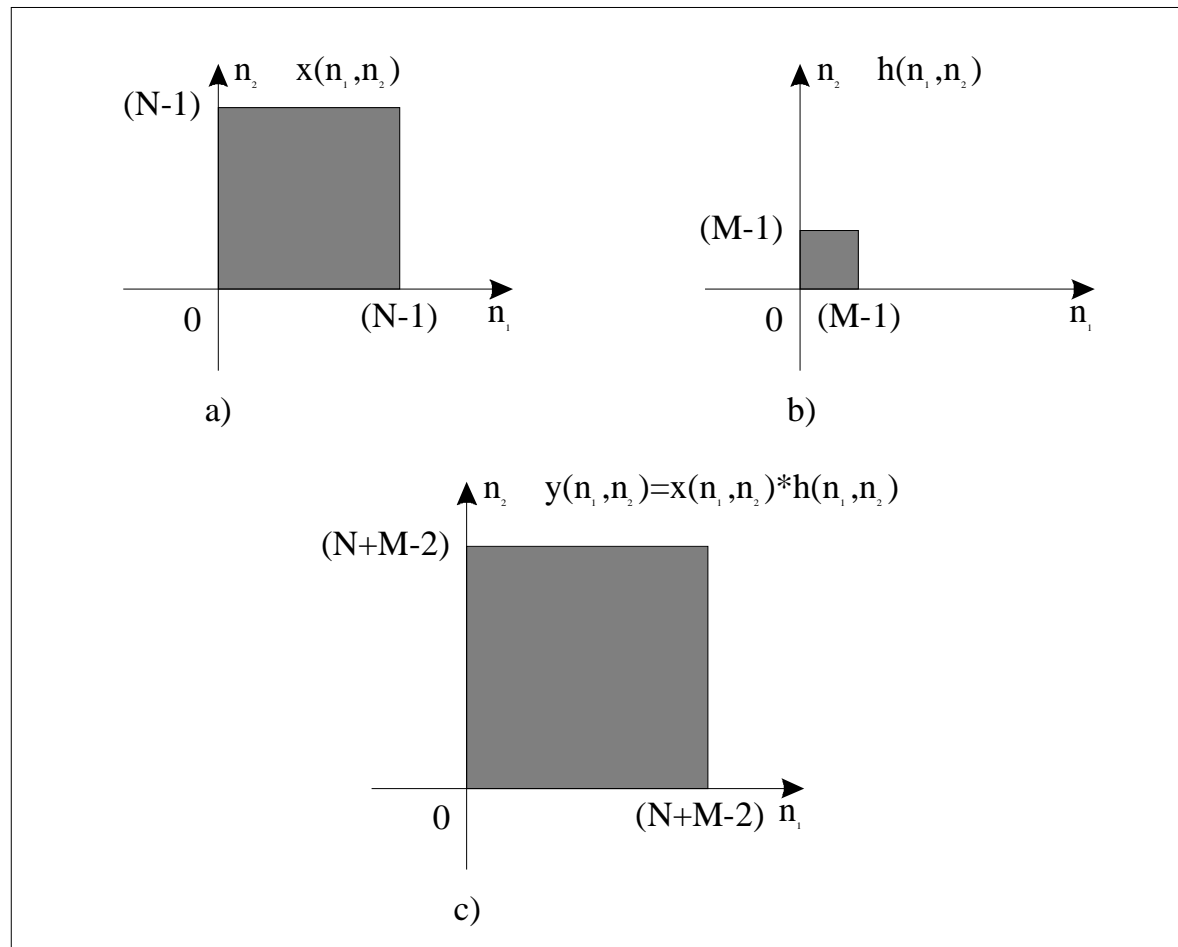 n₂ x(n₁,n₂)
(N-1)
0 (N-1) n₁
a)
n₂ h(n₁,n₂)
(M-1)
0 (M-1) n₁
b)
n₂ y(n₁,n₂)=x(n₁,n₂)*h(n₁,n₂)
(N+M-2)
0 (N+M-2) n₁
c)